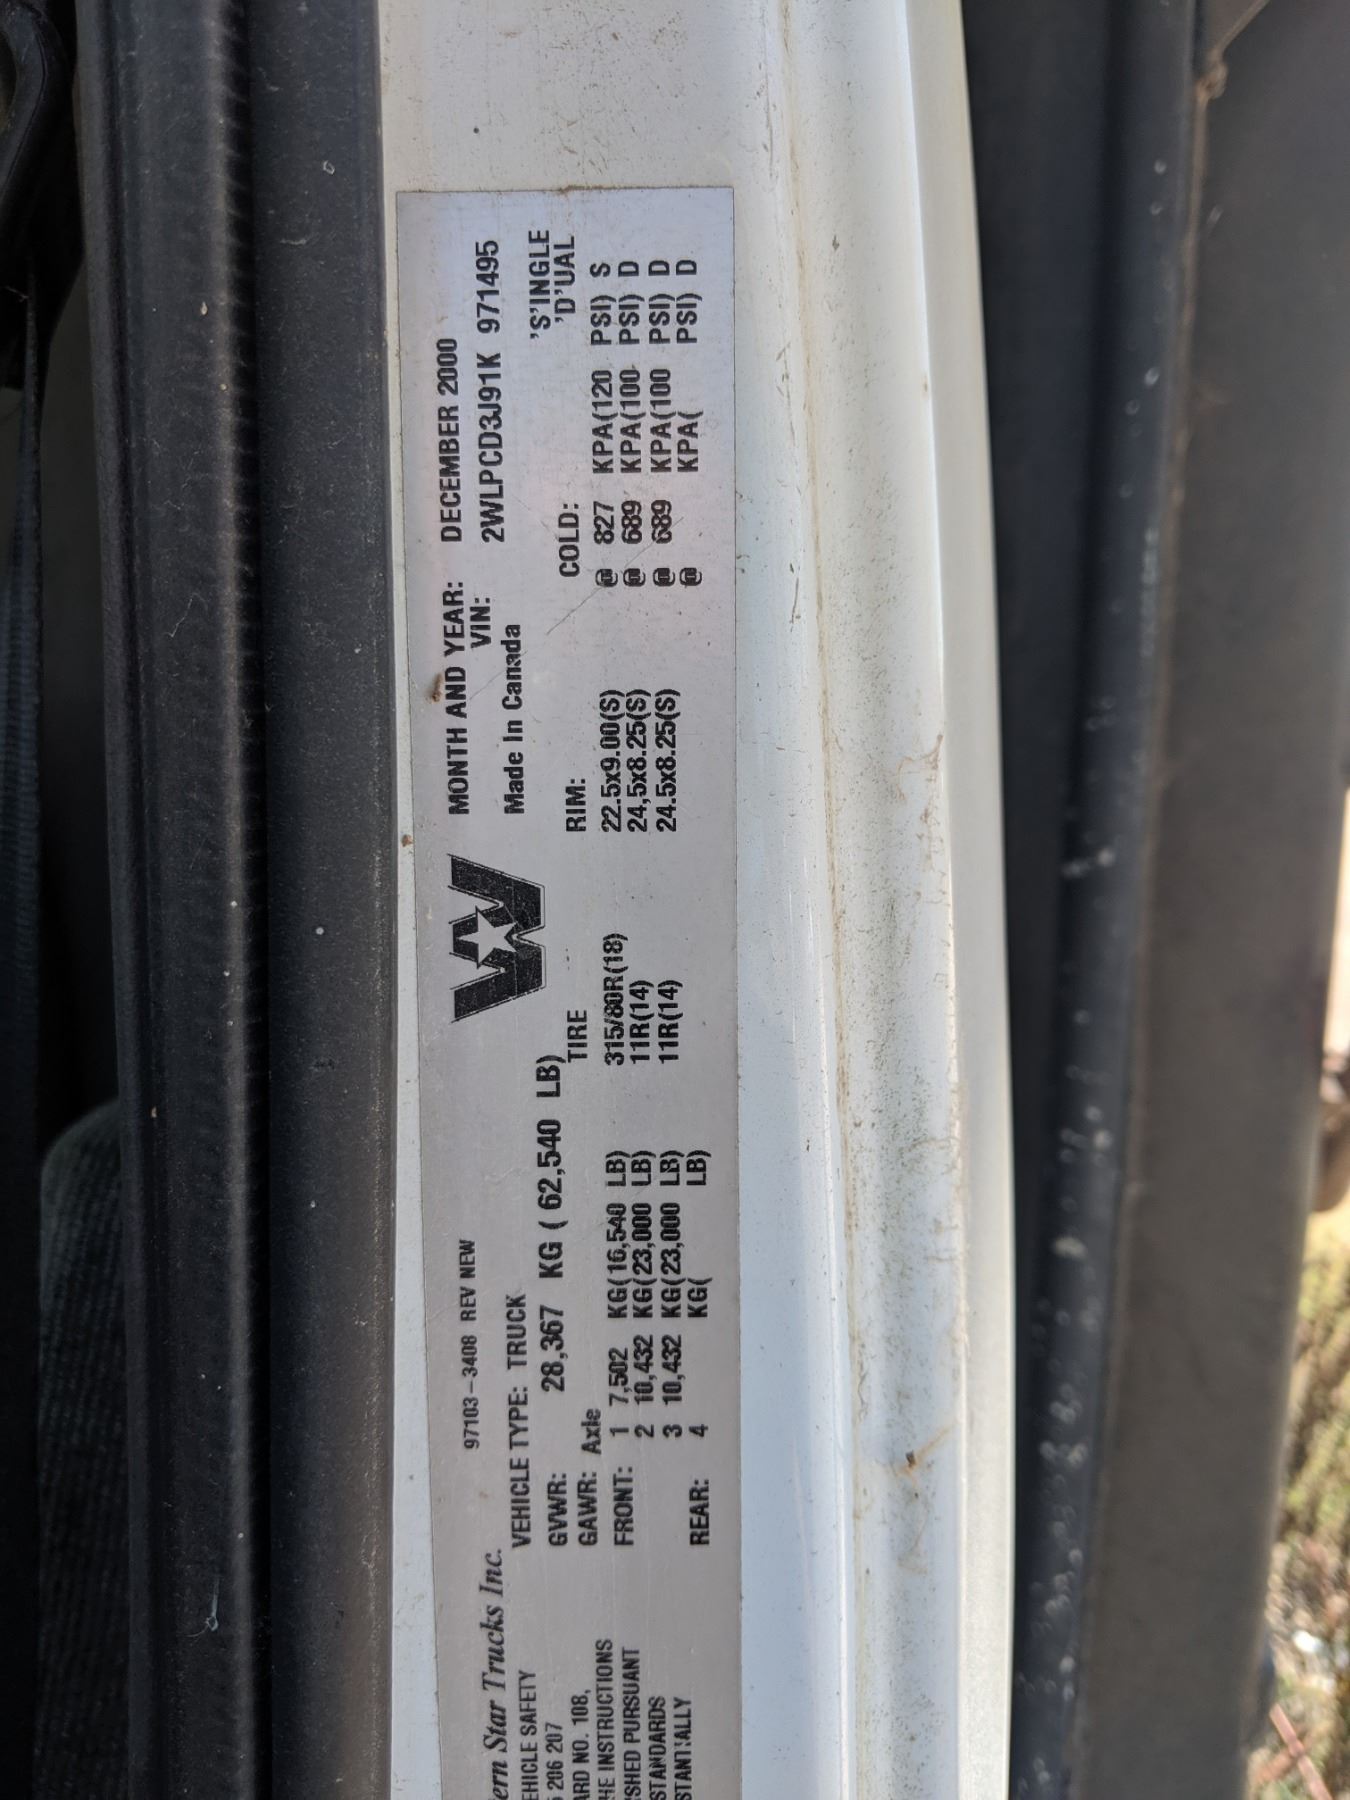 97103-3408 REV NEW
MONTH AND YEAR: DECEMBER 2000
VIN: 2WLPCD3J91K 971495
Made In Canada
ern Star Trucks Inc.
VEHICLE TYPE: TRUCK
GVWR: 28,367 KG ( 62,540 LB)
'S'INGLE
'D'UAL
GAWR: Axle TIRE RIM: COLD:
FRONT: 1 7,502 KG(16,540 LB) 315/80R(18) 22.5x9.00(S) @ 827 KPA(120 PSI) S
2 10,432 KG(23,000 LB) 11R(14) 24,5x8.25(S) @ 689 KPA(100 PSI) D
3 10,432 KG(23,000 LB) 11R(14) 24.5x8.25(S) @ 689 KPA(100 PSI) D
REAR: 4 KG( LB) @ KPA( PSI) D
EHICLE SAFETY
206 207
ARD NO. 108,
HE INSTRUCTIONS
SHED PURSUANT
STANDARDS
STANTIALLY